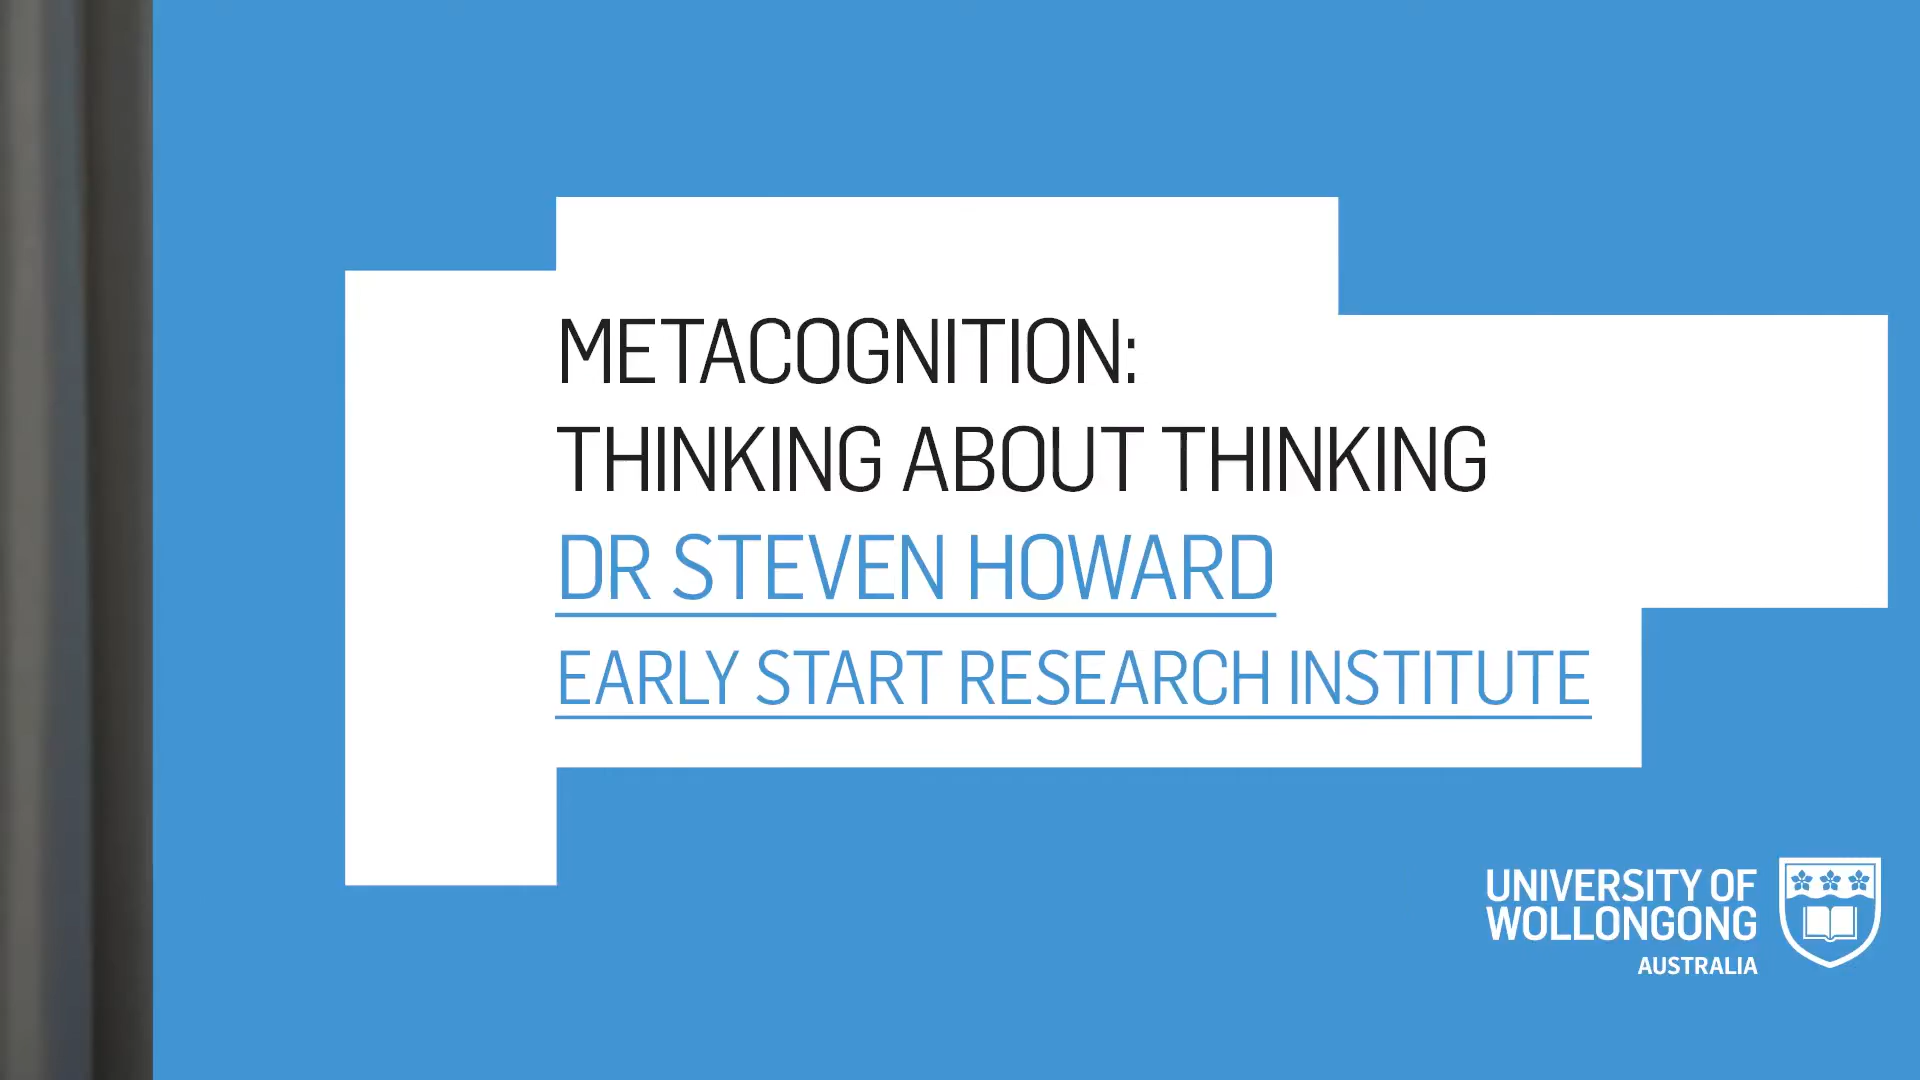 METACOGNITION:
THINKING ABOUT THINKING
DR STEVEN HOWARD
EARLY START RESEARCH INSTITUTE
UNIVERSITY OF
WOLLONGONG
AUSTRALIA